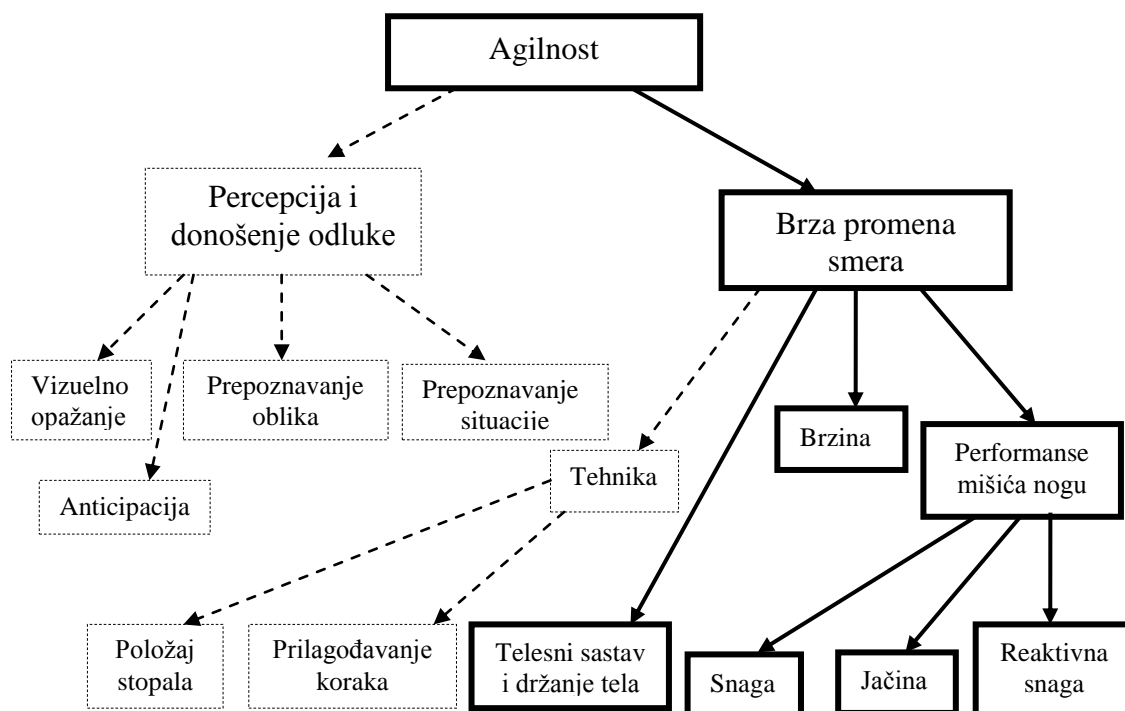 Agilnost
Percepcija i
donošenje odluke
Brza promena
smera
Vizuelno
opažanje
Prepoznavanje
oblika
Prepoznavanje
situacije
Brzina
Performanse
mišića nogu
Anticipacija
Tehnika
Položaj
stopala
Prilagođavanje
koraka
Telesni sastav
i držanje tela
Snaga
Jačina
Reaktivna
snaga